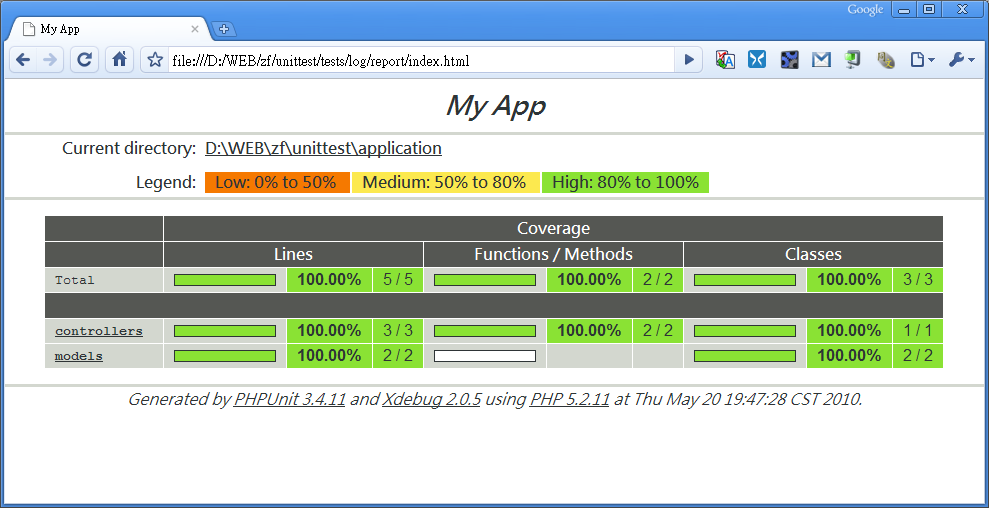 Google
My App
file:///D:/WEB/zf/unittest/tests/log/report/index.html
My App
Current directory: D:\WEB\zf\unittest\application
Legend: Low: 0% to 50% Medium: 50% to 80% High: 80% to 100%
Coverage
Lines Functions / Methods Classes
Total 100.00% 5 / 5 100.00% 2 / 2 100.00% 3 / 3
controllers 100.00% 3 / 3 100.00% 2 / 2 100.00% 1 / 1
models 100.00% 2 / 2 100.00% 2 / 2
Generated by PHPUnit 3.4.11 and Xdebug 2.0.5 using PHP 5.2.11 at Thu May 20 19:47:28 CST 2010.